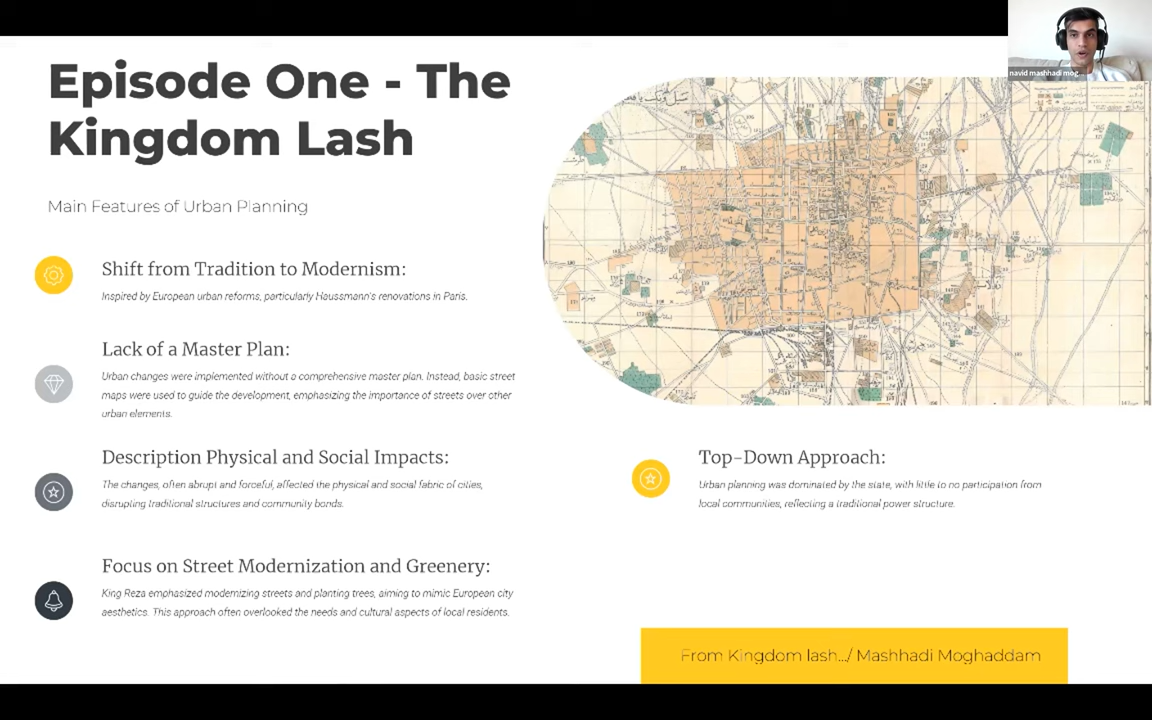 Episode One - The
Kingdom Lash
navid mashhadi mog...
Main Features of Urban Planning
Shift from Tradition to Modernism:
Inspired by European urban reforms, particularly Haussmann's renovations in Paris.
Lack of a Master Plan:
Urban changes were implemented without a comprehensive master plan. Instead, basic street
maps were used to guide the development, emphasizing the importance of streets over other
urban elements.
Description Physical and Social Impacts:
The changes, often abrupt and forceful, affected the physical and social fabric of cities,
disrupting traditional structures and community bonds.
Focus on Street Modernization and Greenery:
King Reza emphasized modernizing streets and planting trees, aiming to mimic European city
aesthetics. This approach often overlooked the needs and cultural aspects of local residents.
Top-Down Approach:
Urban planning was dominated by the state, with little to no participation from
local communities, reflecting a traditional power structure.
From Kingdom lash.../ Mashhadi Moghaddam